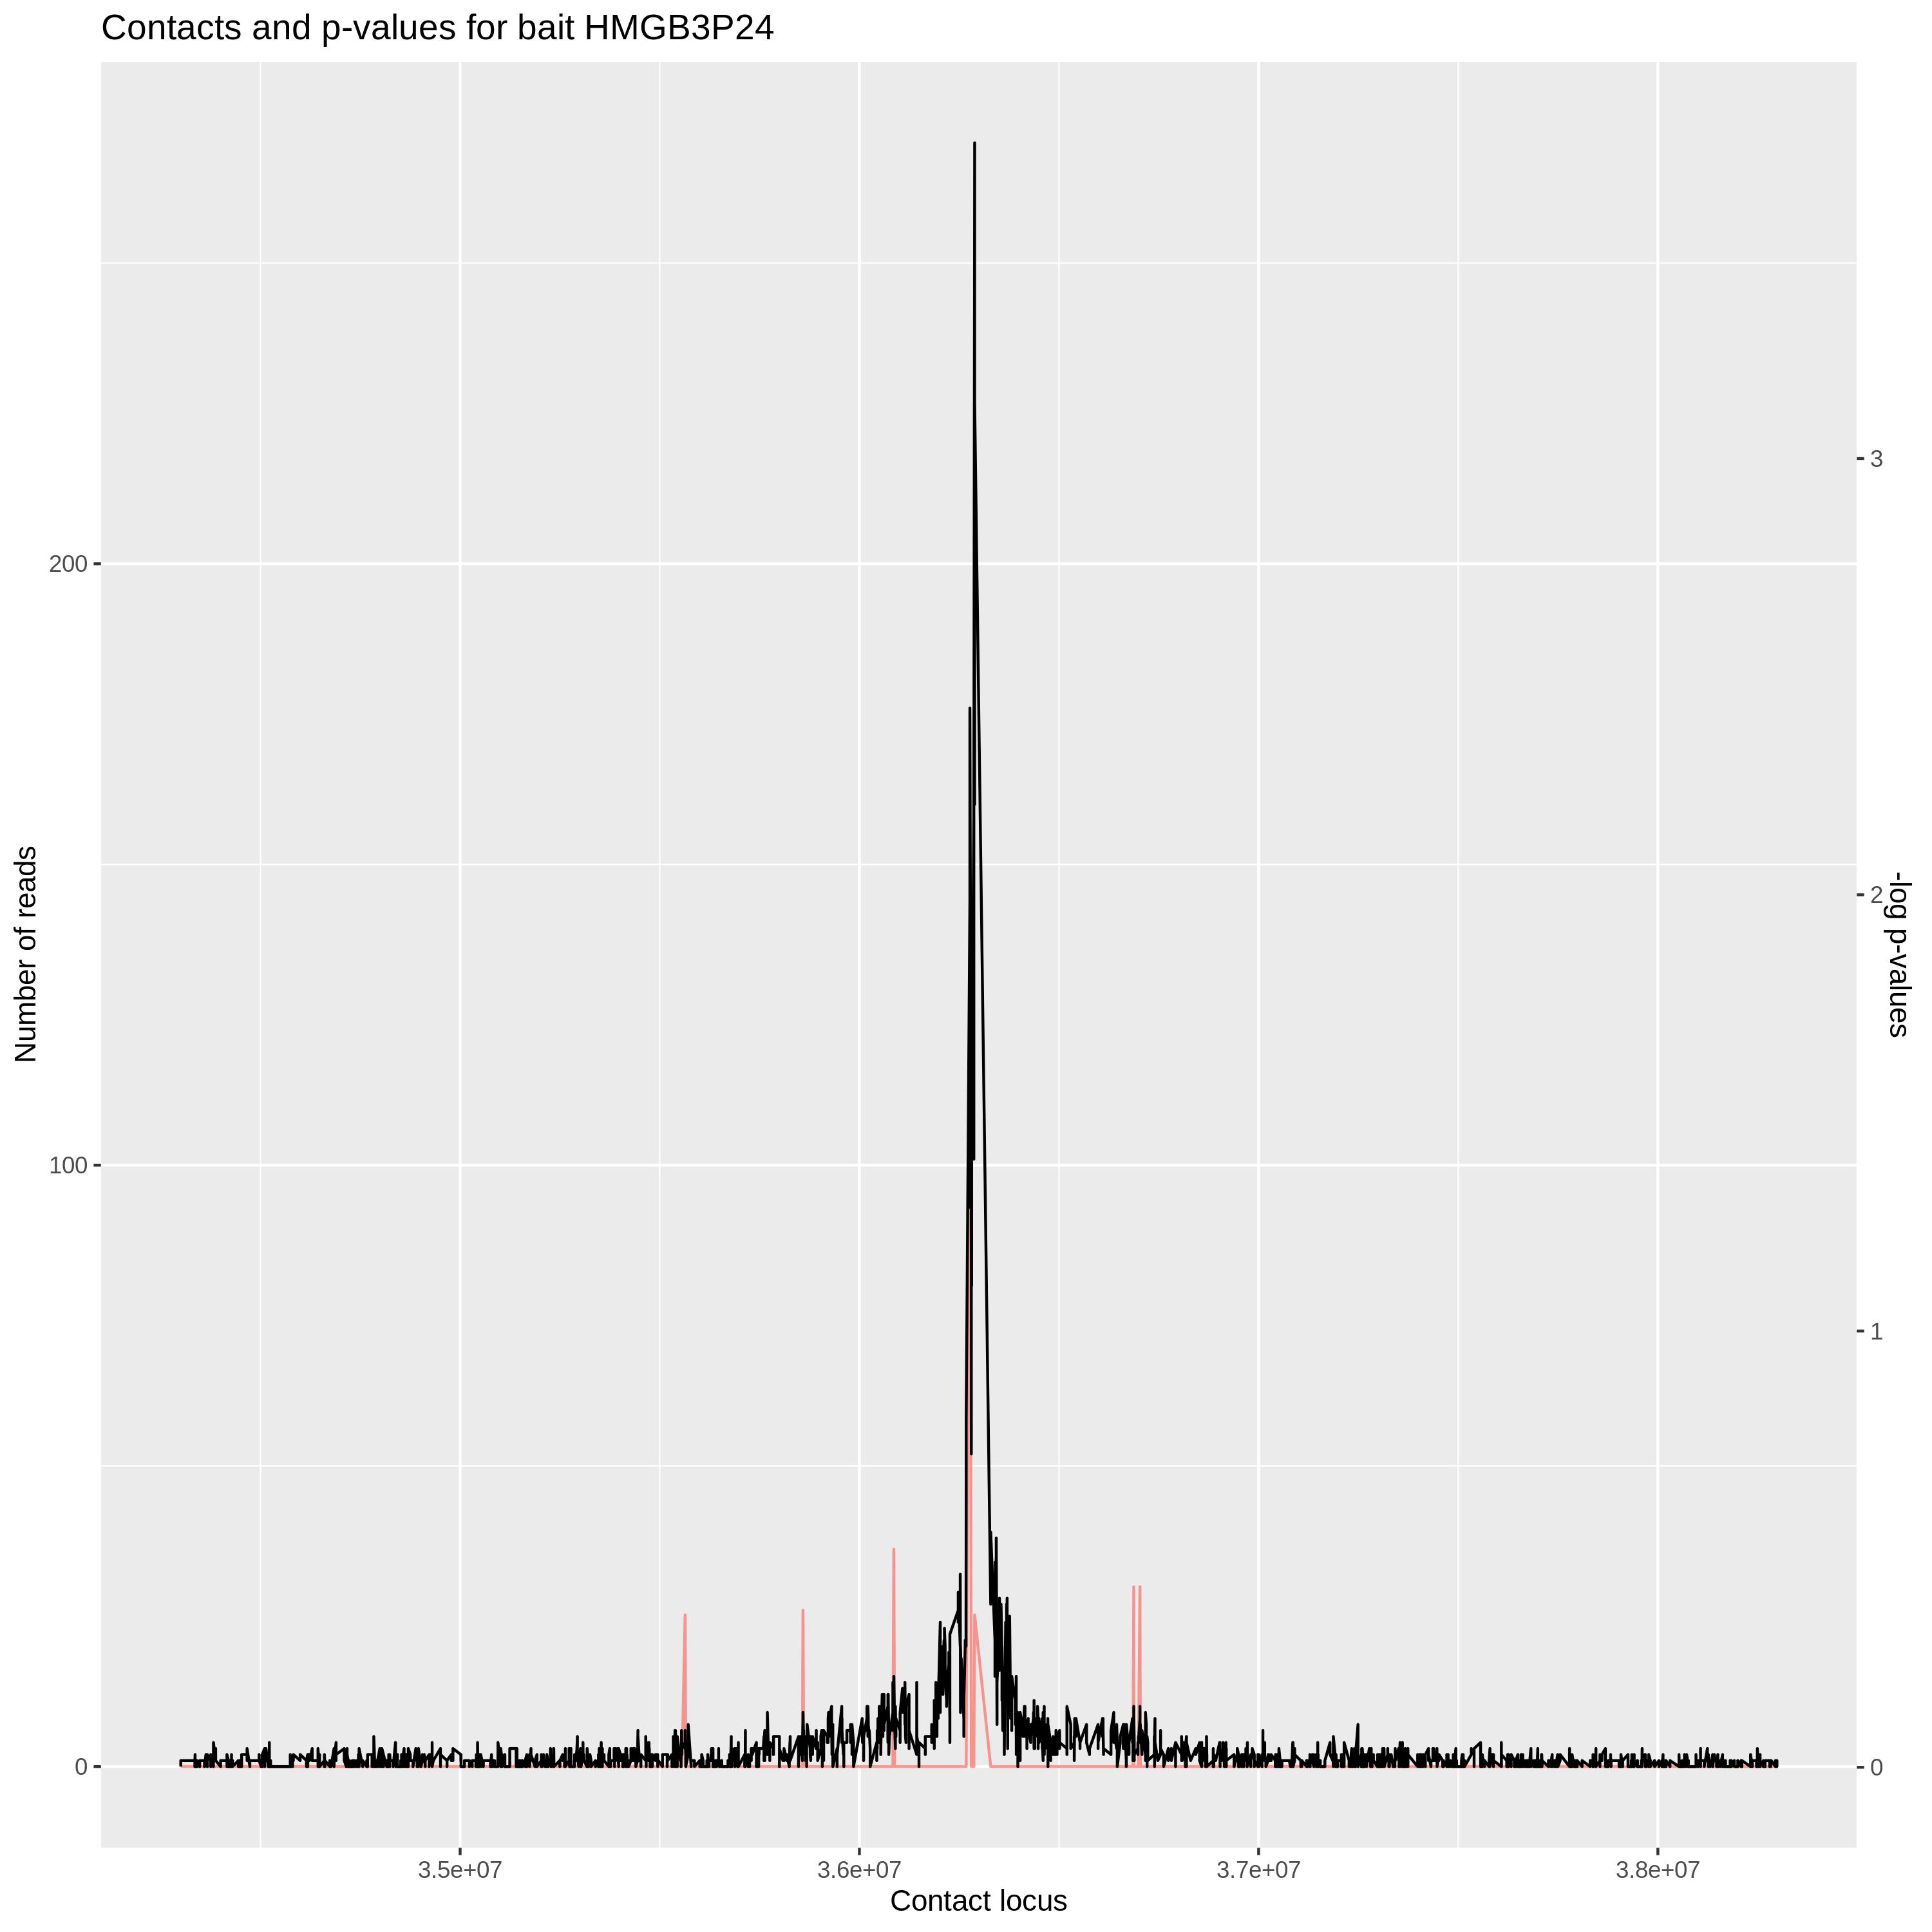 Contacts and p-values for bait HMGB3P24
200
100
0
Number of reads
3
2
1
0
-log p-values
3.5e+07
3.6e+07
3.7e+07
3.8e+07
Contact locus